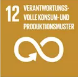 12 VERANTWORTUNGS-
VOLLE KONSUM- UND
PRODUKTIONSMUSTER